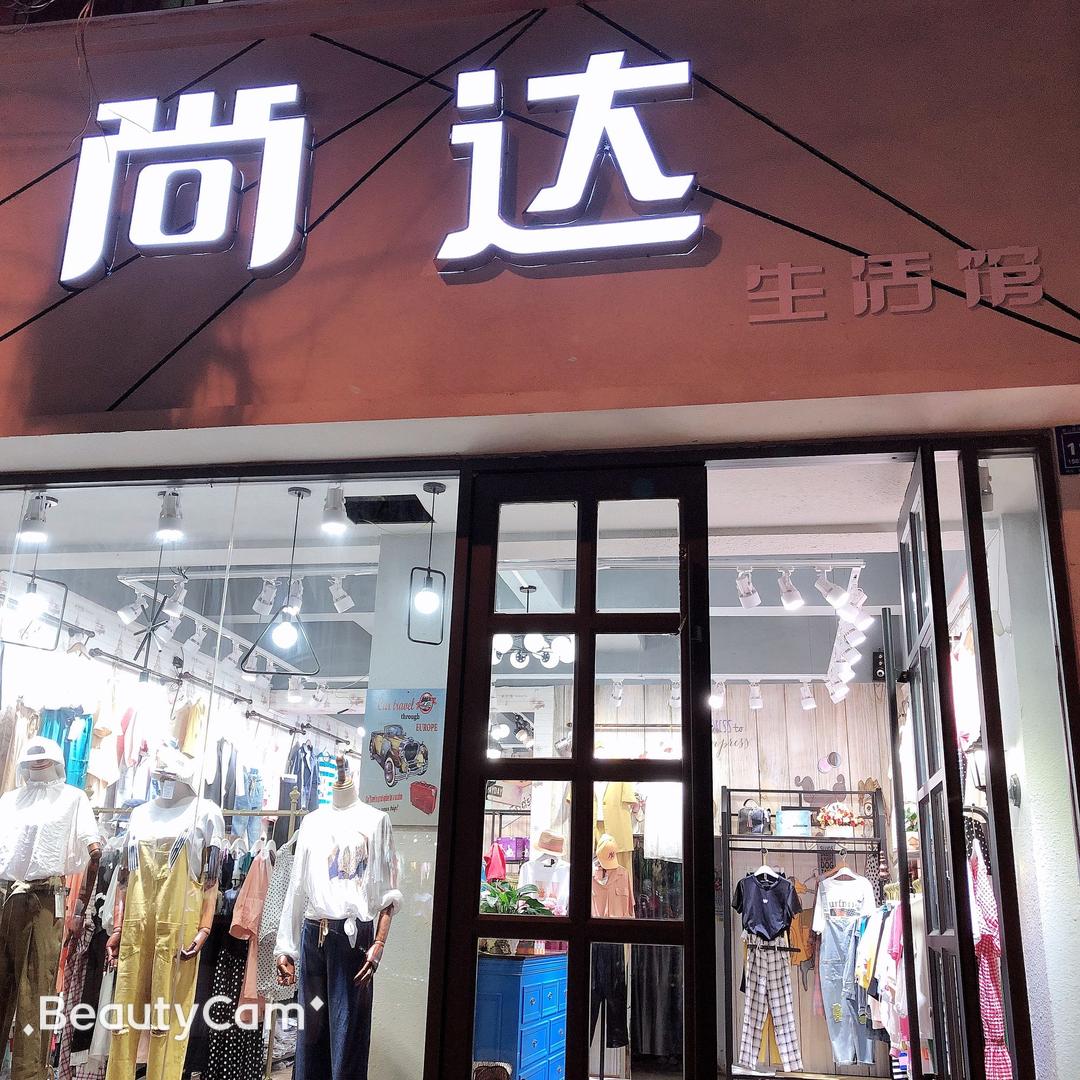 尚达
生活馆
Car travel
through
EUROPE
BeautyCam